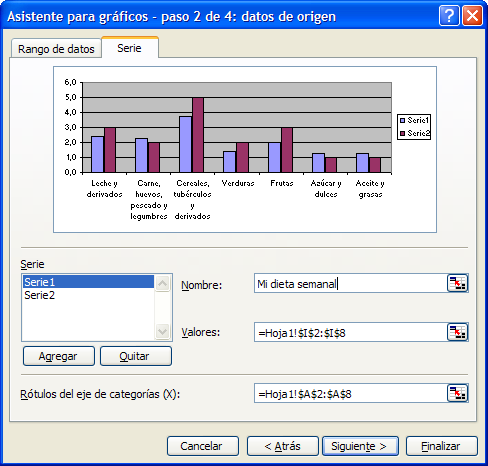 Asistente para gráficos - paso 2 de 4: datos de origen
Rango de datos
Serie
6,0
5,0
4,0
3,0
2,0
1,0
0,0
Leche y
derivados
Carne,
huevos,
pescado y
legumbres
Cereales,
tubérculos
y
derivados
Verduras
Frutas
Azúcar y
dulces
Aceite y
grasas
Serie1
Serie2
Serie
Serie1
Serie2
Agregar
Quitar
Nombre:
Mi dieta semanal
Valores:
=Hoja1!$I$2:$I$8
Rótulos del eje de categorías (X):
=Hoja1!$A$2:$A$8
Cancelar
< Atrás
Siguiente >
Finalizar